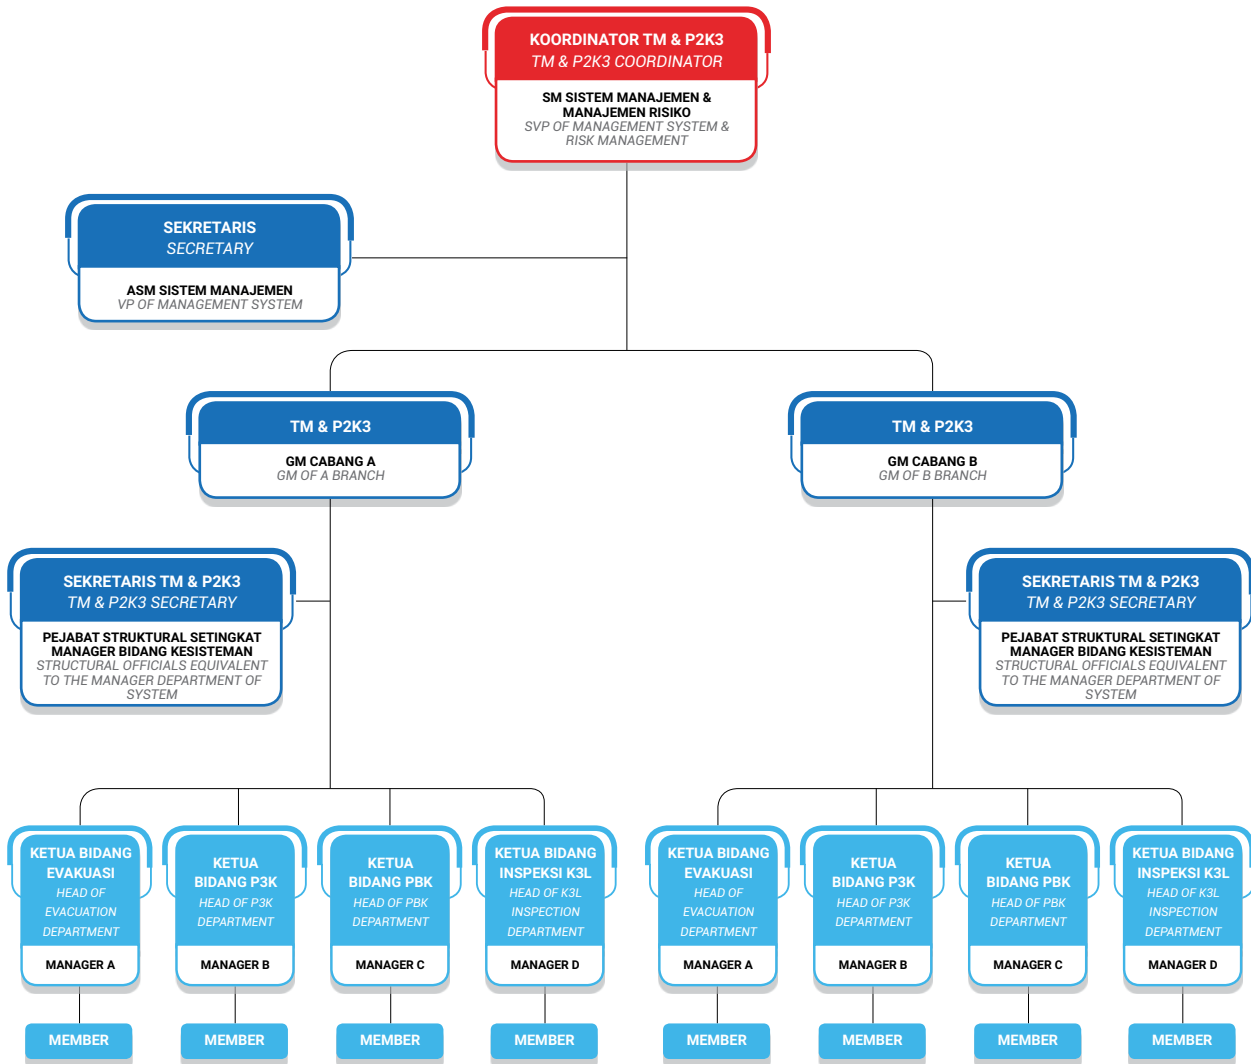 KOORDINATOR TM & P2K3
TM & P2K3 COORDINATOR
SM SISTEM MANAJEMEN &
MANAJEMEN RISIKO
SVP OF MANAGEMENT SYSTEM &
RISK MANAGEMENT
SEKRETARIS
SECRETARY
ASM SISTEM MANAJEMEN
VP OF MANAGEMENT SYSTEM
TM & P2K3
GM CABANG A
GM OF A BRANCH
TM & P2K3
GM CABANG B
GM OF B BRANCH
SEKRETARIS TM & P2K3
TM & P2K3 SECRETARY
PEJABAT STRUKTURAL SETINGKAT
MANAGER BIDANG KESISTEMAN
STRUCTURAL OFFICIALS EQUIVALENT
TO THE MANAGER DEPARTMENT OF
SYSTEM
SEKRETARIS TM & P2K3
TM & P2K3 SECRETARY
PEJABAT STRUKTURAL SETINGKAT
MANAGER BIDANG KESISTEMAN
STRUCTURAL OFFICIALS EQUIVALENT
TO THE MANAGER DEPARTMENT OF
SYSTEM
KETUA BIDANG
EVAKUASI
HEAD OF
EVACUATION
DEPARTMENT
MANAGER A
MEMBER
KETUA
BIDANG P3K
HEAD OF P3K
DEPARTMENT
MANAGER B
MEMBER
KETUA
BIDANG PBK
HEAD OF PBK
DEPARTMENT
MANAGER C
MEMBER
KETUA BIDANG
INSPEKSI K3L
HEAD OF K3L
INSPECTION
DEPARTMENT
MANAGER D
MEMBER
KETUA BIDANG
EVAKUASI
HEAD OF
EVACUATION
DEPARTMENT
MANAGER A
MEMBER
KETUA
BIDANG P3K
HEAD OF P3K
DEPARTMENT
MANAGER B
MEMBER
KETUA
BIDANG PBK
HEAD OF PBK
DEPARTMENT
MANAGER C
MEMBER
KETUA BIDANG
INSPEKSI K3L
HEAD OF K3L
INSPECTION
DEPARTMENT
MANAGER D
MEMBER